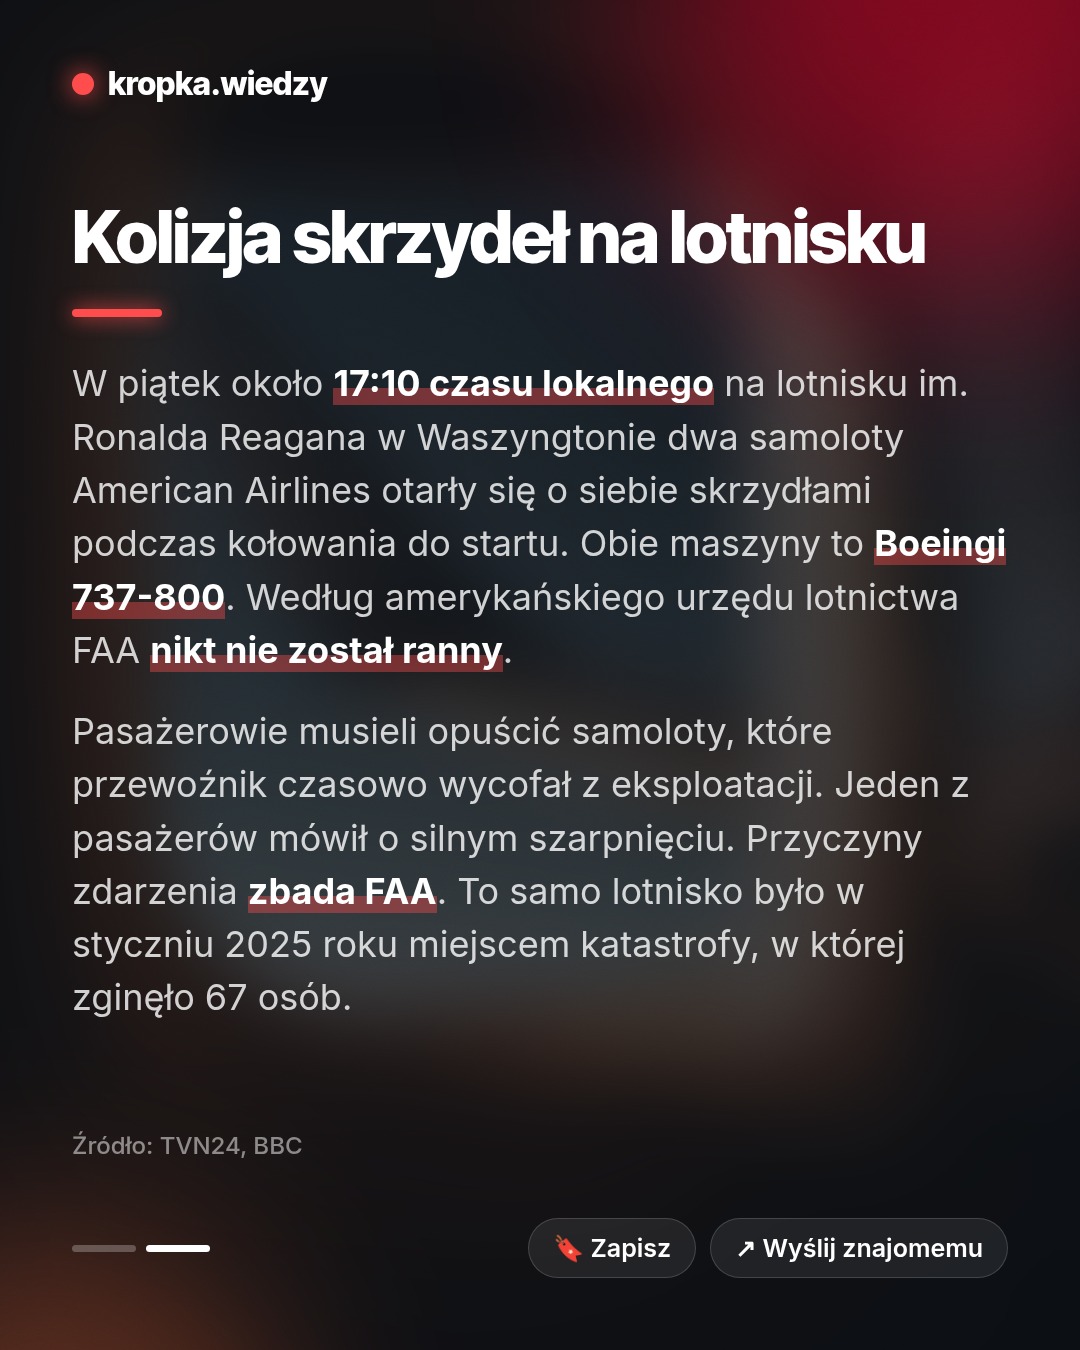 kropka.wiedzy
Kolizja skrzydeł na lotnisku
W piątek około 17:10 czasu lokalnego na lotnisku im.
Ronalda Reagana w Waszyngtonie dwa samoloty
American Airlines otarły się o siebie skrzydłami
podczas kołowania do startu. Obie maszyny to Boeingi
737-800. Według amerykańskiego urzędu lotnictwa
FAA nikt nie został ranny.
Pasażerowie musieli opuścić samoloty, które
przewoźnik czasowo wycofał z eksploatacji. Jeden z
pasażerów mówił o silnym szarpnięciu. Przyczyny
zdarzenia zbada FAA. To samo lotnisko było w
styczniu 2025 roku miejscem katastrofy, w której
zginęło 67 osób.
Źródło: TVN24, BBC
🔖 Zapisz
↗ Wyślij znajomemu